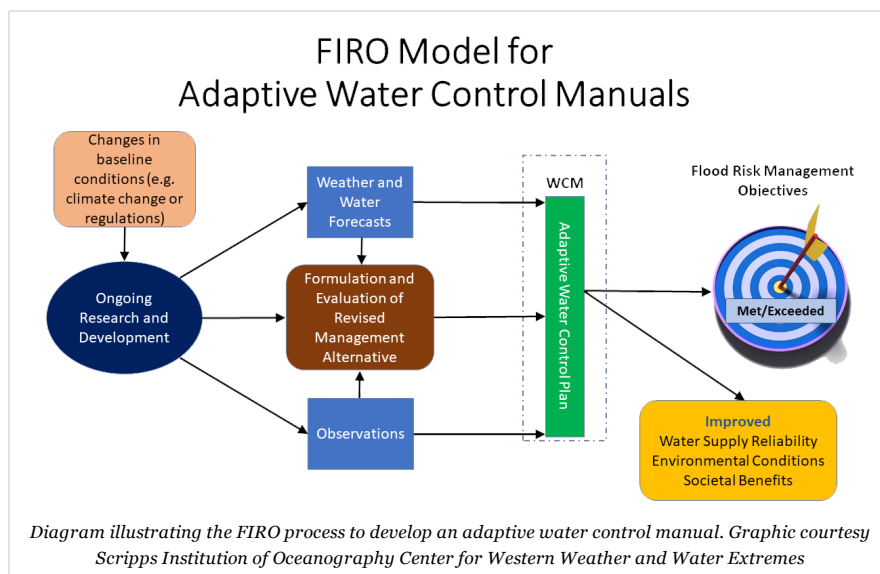 FIRO Model for
Adaptive Water Control Manuals
Changes in
baseline
conditions (e.g.
climate change or
regulations)
Ongoing
Research and
Development
Weather and
Water
Forecasts
Formulation and
Evaluation of
Revised
Management
Alternative
Observations
WCM
Adaptive Water Control Plan
Flood Risk Management
Objectives
Met/Exceeded
Improved
Water Supply Reliability
Environmental Conditions
Societal Benefits
Diagram illustrating the FIRO process to develop an adaptive water control manual. Graphic courtesy
Scripps Institution of Oceanography Center for Western Weather and Water Extremes